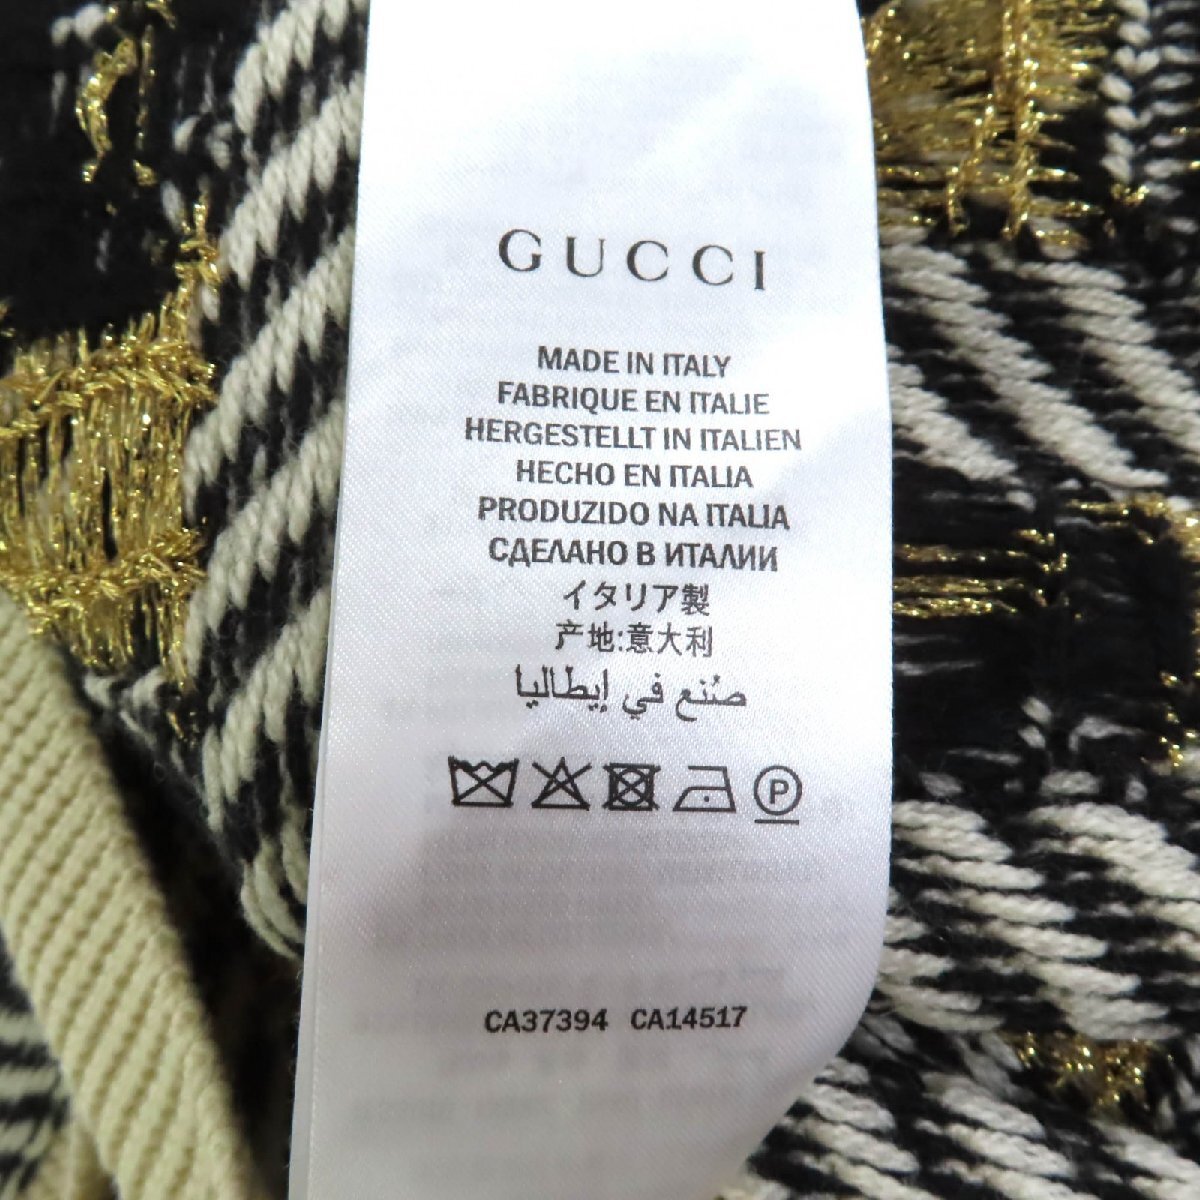 GUCCI
MADE IN ITALY
FABRIQUE EN ITALIE
HERGESTELLT IN ITALIEN
HECHO EN ITALIA
PRODUZIDO NA ITALIA
СДЕЛАНО В ИТАЛИИ
イタリア製
产地:意大利
صُنع في إيطاليا
P
CA37394 CA14517